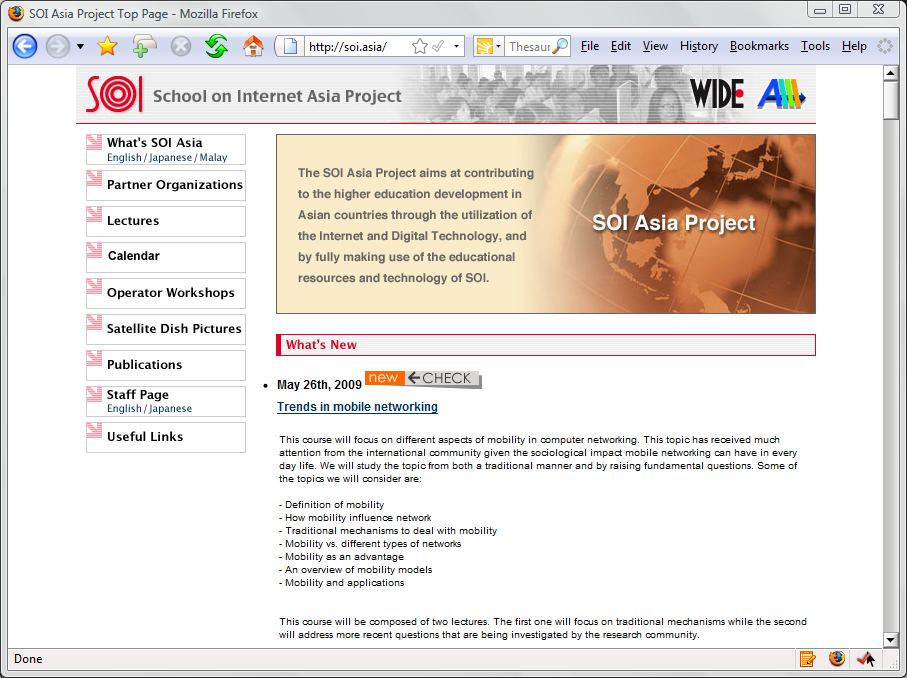 SOI Asia Project Top Page - Mozilla Firefox
http://soi.asia/
Thesaur
File Edit View History Bookmarks Tools Help
SOI School on Internet Asia Project WIDE AI3
What's SOI Asia
English / Japanese / Malay
Partner Organizations
Lectures
Calendar
Operator Workshops
Satellite Dish Pictures
Publications
Staff Page
English / Japanese
Useful Links
The SOI Asia Project aims at contributing
to the higher education development in
Asian countries through the utilization of
the Internet and Digital Technology, and
by fully making use of the educational
resources and technology of SOI.
SOI Asia Project
What's New
May 26th, 2009 new CHECK
Trends in mobile networking
This course will focus on different aspects of mobility in computer networking. This topic has received much
attention from the international community given the sociological impact mobile networking can have in every
day life. We will study the topic from both a traditional manner and by raising fundamental questions. Some of
the topics we will consider are:
- Definition of mobility
- How mobility influence network
- Traditional mechanisms to deal with mobility
- Mobility vs. different types of networks
- Mobility as an advantage
- An overview of mobility models
- Mobility and applications
This course will be composed of two lectures. The first one will focus on traditional mechanisms while the second
will address more recent questions that are being investigated by the research community.
Done